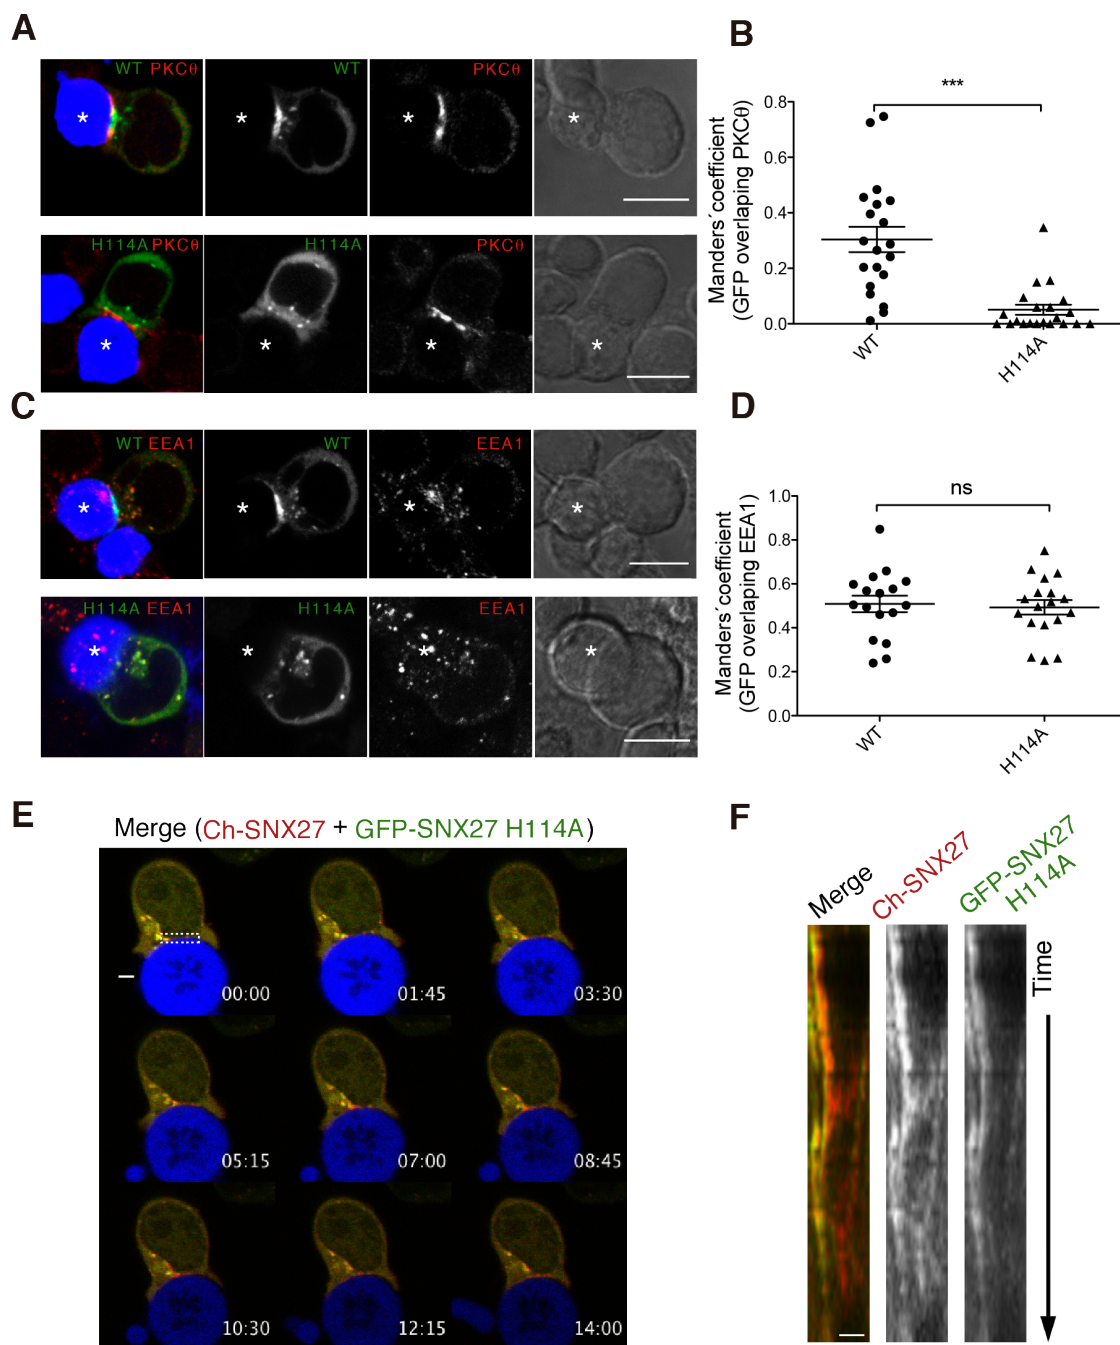 A
WT PKCθ
WT
PKCθ
*
*
*
*
H114A PKCθ
H114A
PKCθ
*
*
*
*
B
***
Manders´coefficient
(GFP overlaping PKCθ)
0.8
0.6
0.4
0.2
0.0
WT
H114A
C
WT EEA1
WT
EEA1
*
*
*
*
H114A EEA1
H114A
EEA1
*
*
*
*
D
ns
Manders´coefficient
(GFP overlaping EEA1)
1.0
0.8
0.6
0.4
0.2
0.0
WT
H114A
E
Merge (Ch-SNX27 + GFP-SNX27 H114A)
00:00
01:45
03:30
05:15
07:00
08:45
10:30
12:15
14:00
F
Merge
Ch-SNX27
GFP-SNX27
H114A
Time